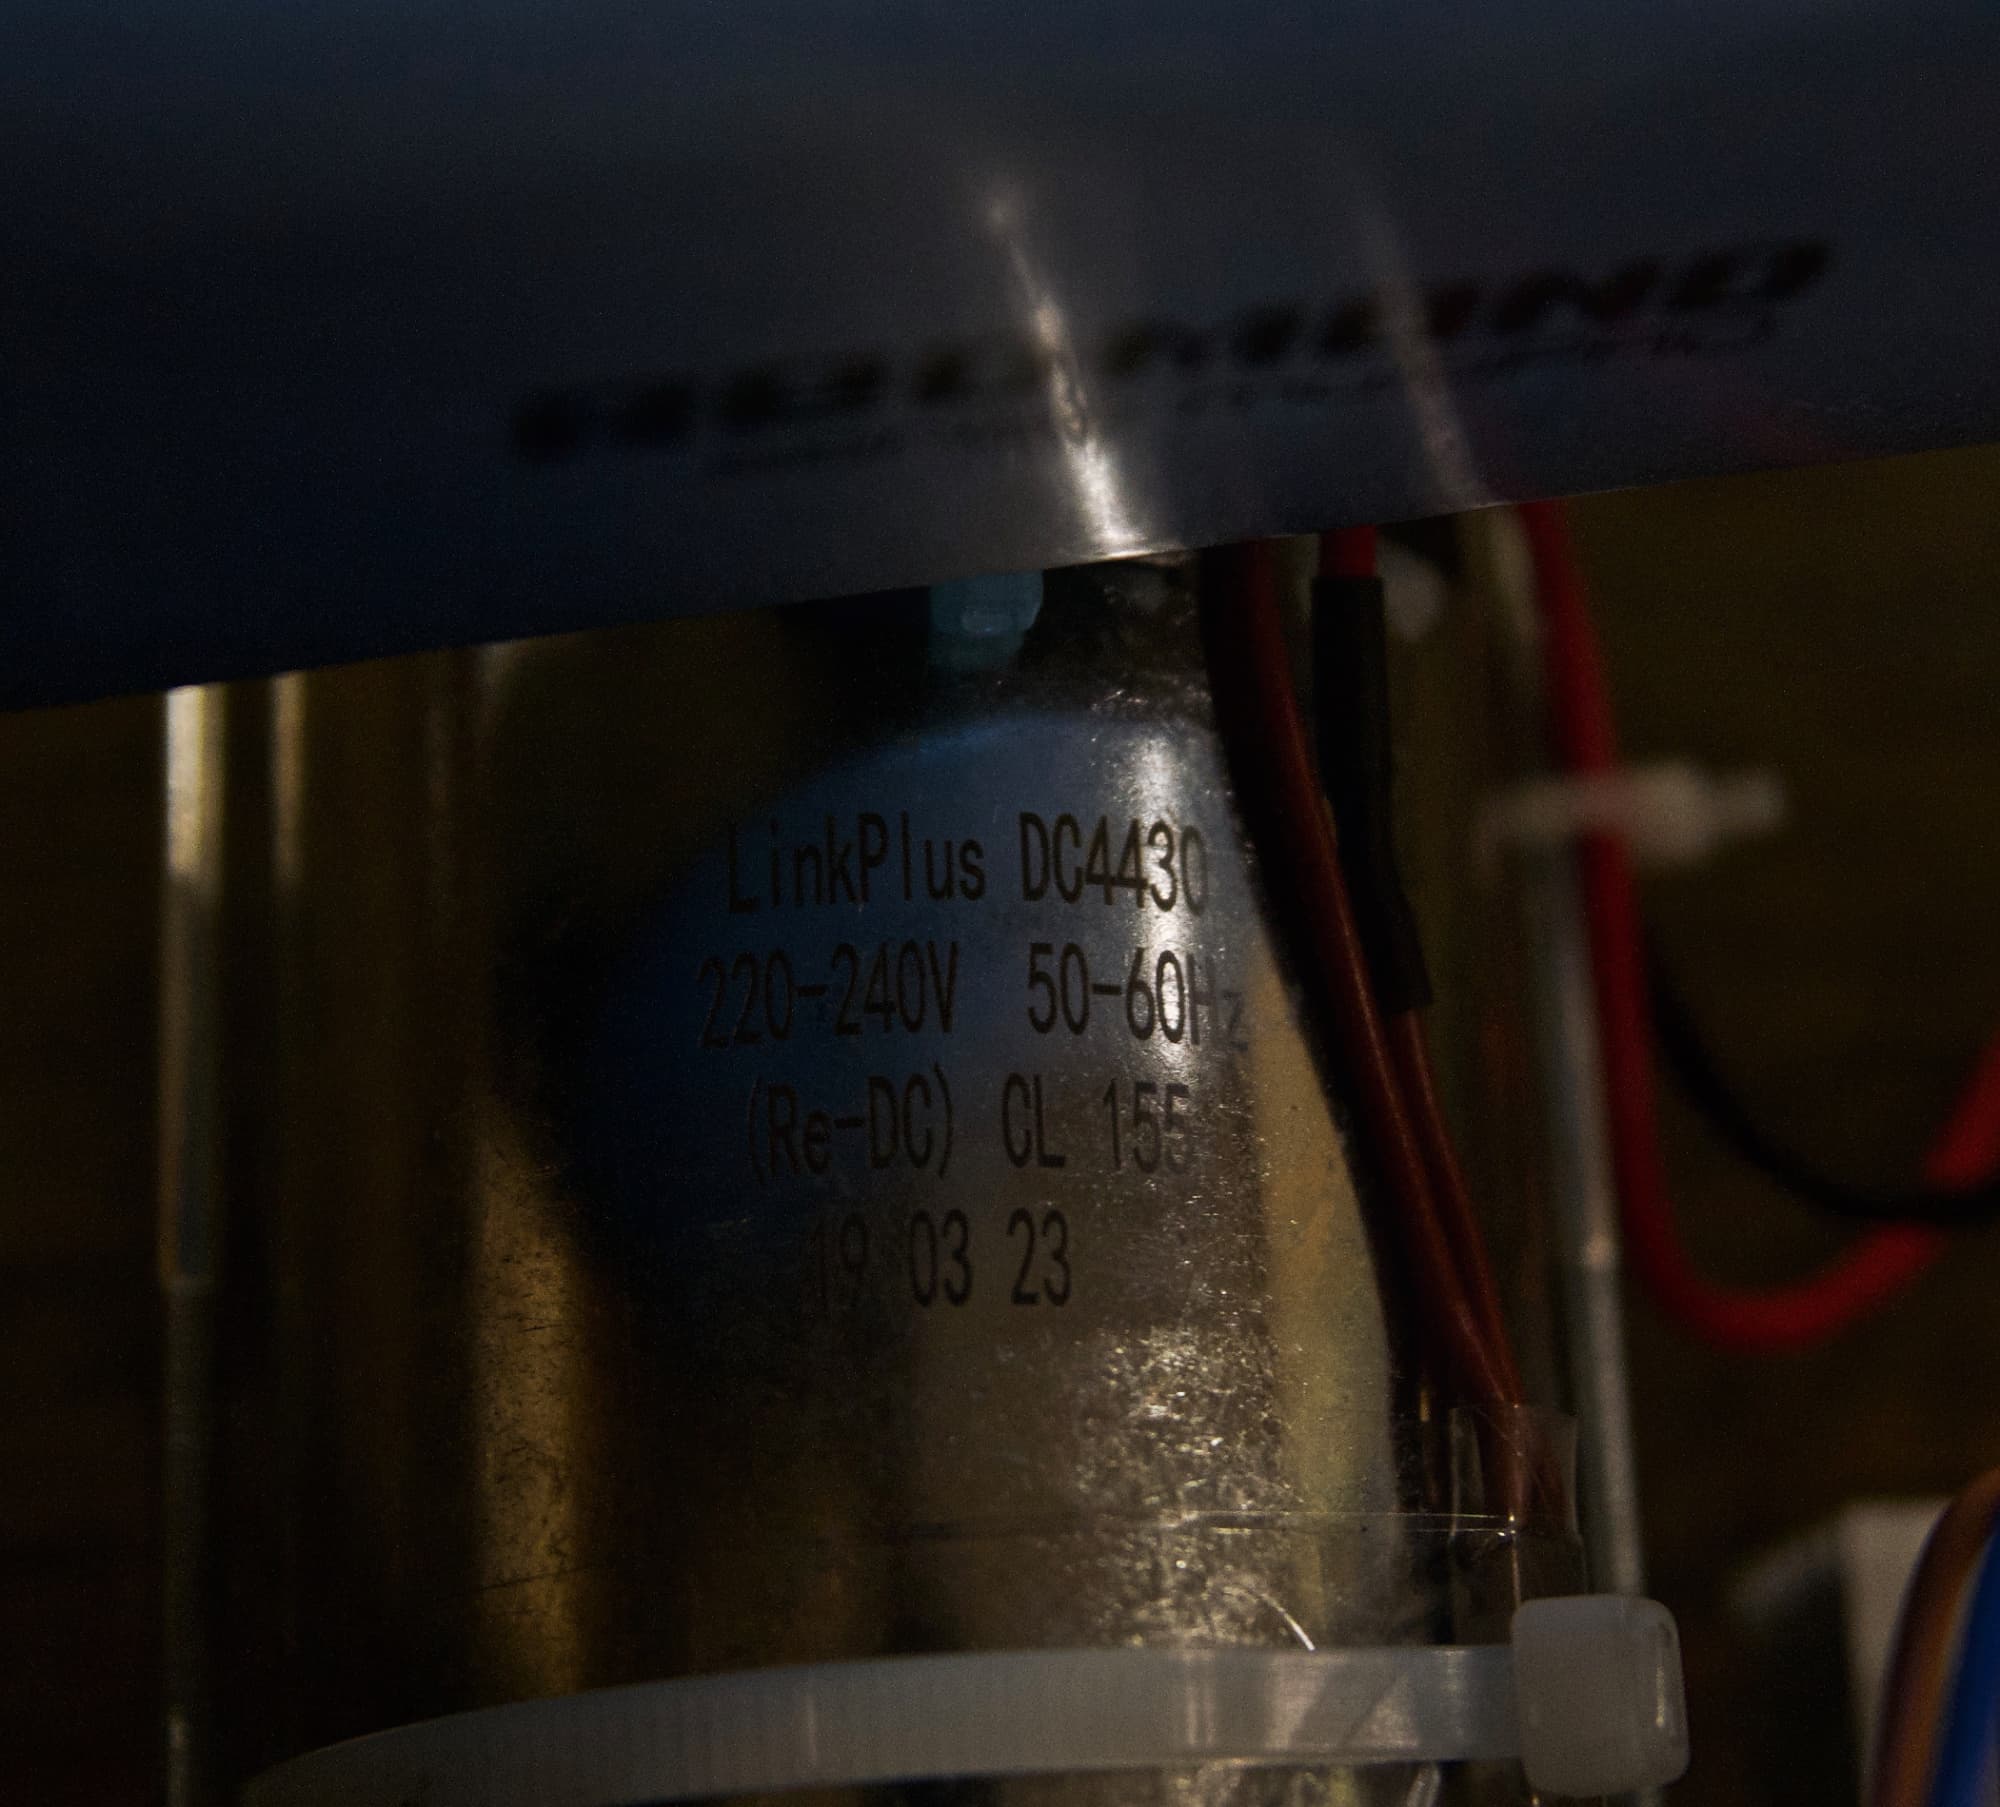 LinkPlus DC4430
220-240V 50-60Hz
(Re-DC) CL 155
19 03 23